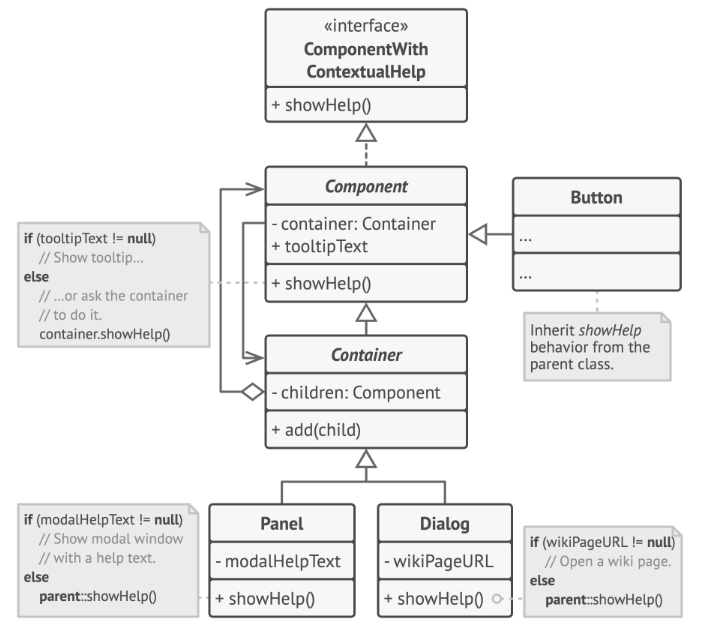 «interface»
ComponentWith
ContextualHelp
+ showHelp()
Component
- container: Container
+ tooltipText
+ showHelp()
Button
...
...
if (tooltipText != null)
// Show tooltip...
else
// ...or ask the container
// to do it.
container.showHelp()
Inherit showHelp
behavior from the
parent class.
Container
- children: Component
+ add(child)
if (modalHelpText != null)
// Show modal window
// with a help text.
else
parent::showHelp()
Panel
- modalHelpText
+ showHelp()
Dialog
- wikiPageURL
+ showHelp()
if (wikiPageURL != null)
// Open a wiki page.
else
parent::showHelp()